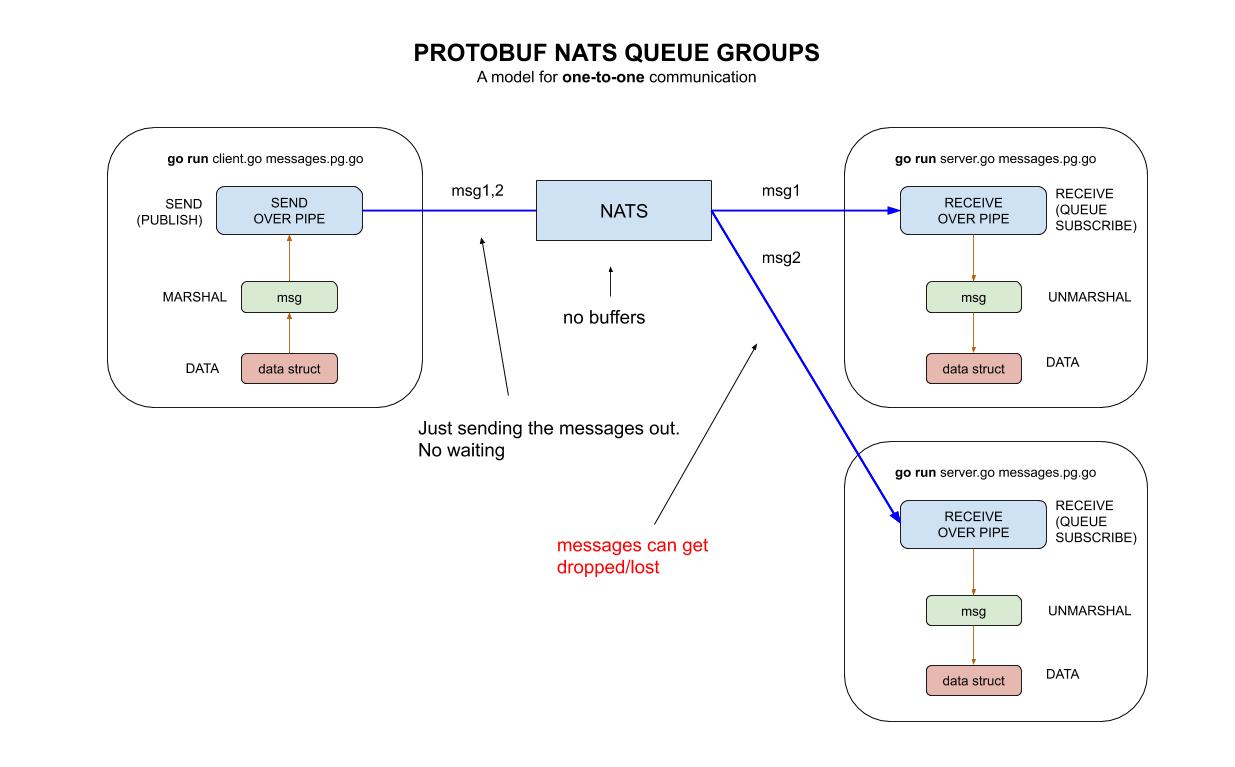 PROTOBUF NATS QUEUE GROUPS
A model for one-to-one communication
go run client.go messages.pg.go
SEND
(PUBLISH)
SEND
OVER PIPE
MARSHAL
msg
DATA
data struct
msg1,2
NATS
no buffers
Just sending the messages out.
No waiting
msg1
msg2
messages can get
dropped/lost
go run server.go messages.pg.go
RECEIVE
OVER PIPE
RECEIVE
(QUEUE
SUBSCRIBE)
msg
UNMARSHAL
data struct
DATA
go run server.go messages.pg.go
RECEIVE
OVER PIPE
RECEIVE
(QUEUE
SUBSCRIBE)
msg
UNMARSHAL
data struct
DATA